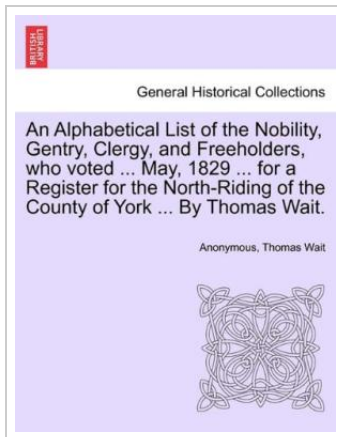 BRITISH
LIBRARY
General Historical Collections
An Alphabetical List of the Nobility,
Gentry, Clergy, and Freeholders,
who voted ... May, 1829 ... for a
Register for the North-Riding of the
County of York ... By Thomas Wait.
Anonymous, Thomas Wait